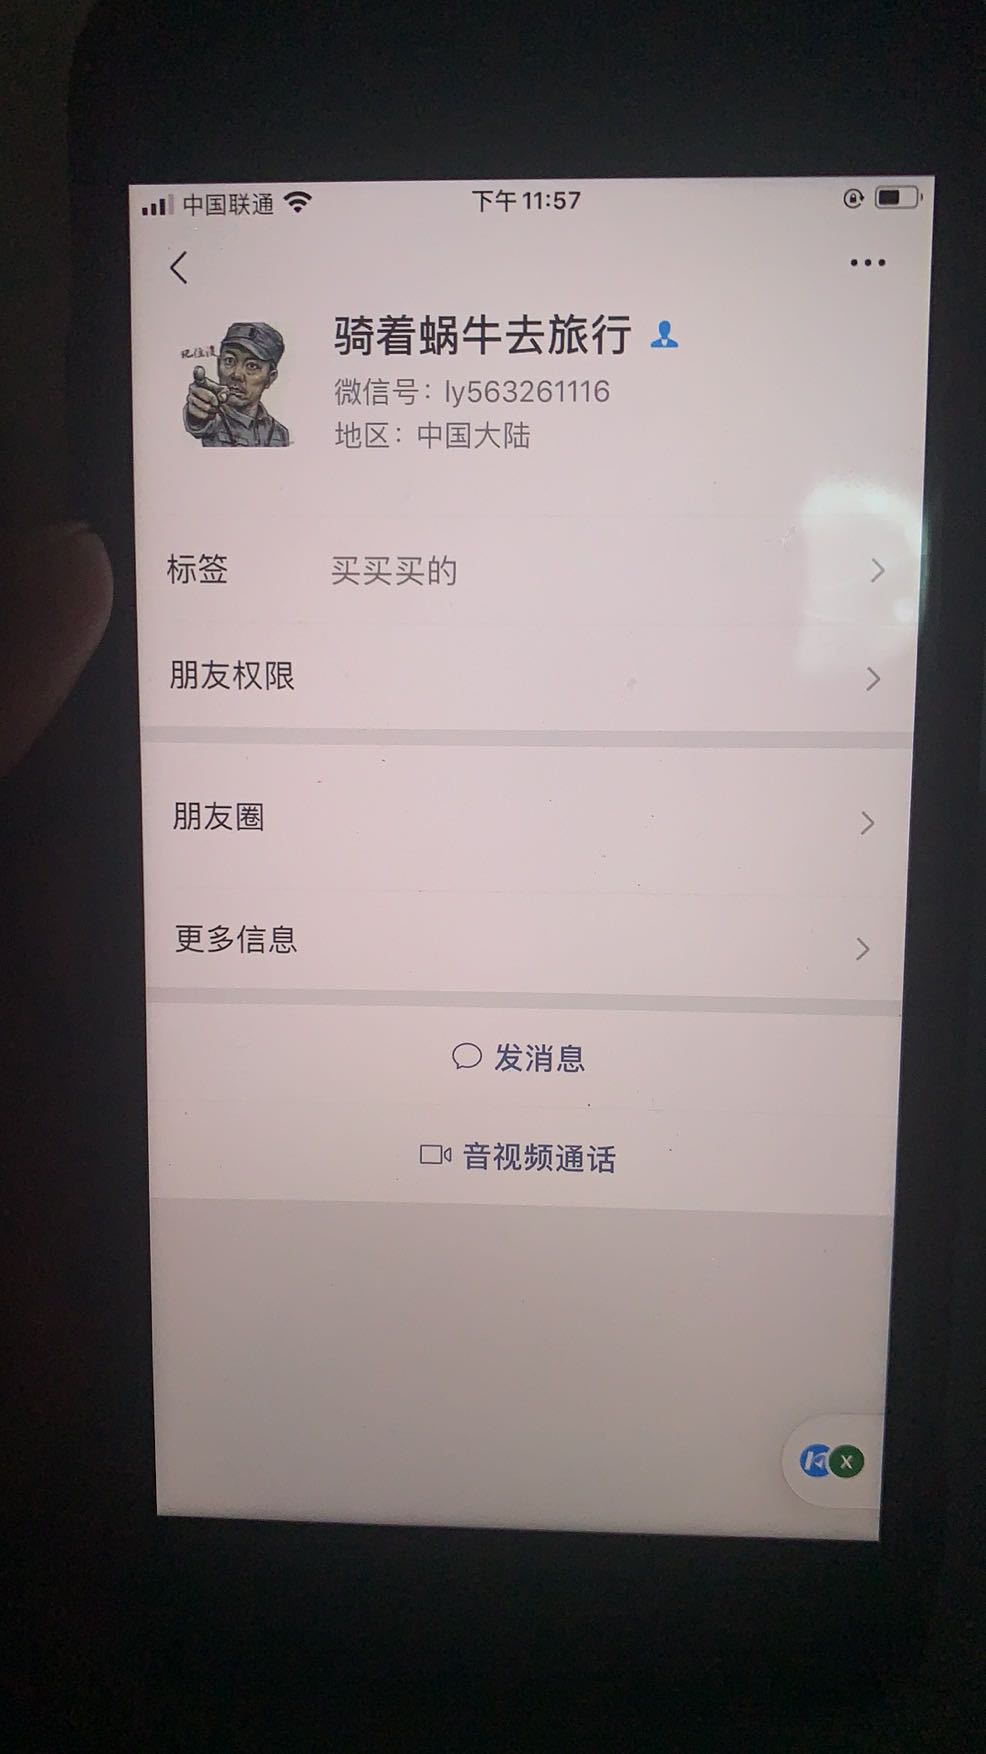 中国联通
下午11:57
骑着蜗牛去旅行
微信号：ly563261116
地区：中国大陆
标签 买买买的
朋友权限
朋友圈
更多信息
发消息
音视频通话
X